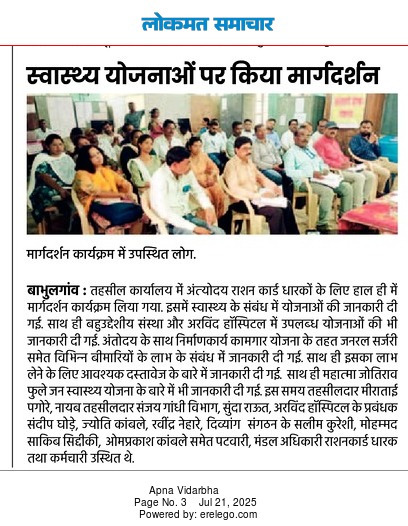 लोकमत समाचार
स्वास्थ्य योजनाओं पर किया मार्गदर्शन
मार्गदर्शन कार्यक्रम में उपस्थित लोग.
बाभुलगांव : तहसील कार्यालय में अंत्योदय राशन कार्ड धारकों के लिए हाल ही में
मार्गदर्शन कार्यक्रम लिया गया. इसमें स्वास्थ्य के संबंध में योजनाओं की जानकारी दी
गई. साथ ही बहुउद्देशीय संस्था और अरविंद हॉस्पिटल में उपलब्ध योजनाओं की भी
जानकारी दी गई. अंतोदय के साथ निर्माणकार्य कामगार योजना के तहत जनरल सर्जरी
समेत विभिन्न बीमारियों के लाभ के संबंध में जानकारी दी गई. साथ ही इसका लाभ
लेने के लिए आवश्यक दस्तावेज के बारे में जानकारी दी गई. साथ ही महात्मा जोतिराव
फुले जन स्वास्थ्य योजना के बारे में भी जानकारी दी गई. इस समय तहसीलदार मीराताई
पगोरे, नायब तहसीलदार संजय गांधी विभाग, सुंदा राऊत, अरविंद हॉस्पिटल के प्रबंधक
संदीप घोडे, ज्योति कांबले, रवींद्र नेहारे, दिव्यांग संगठन के सलीम कुरेशी, मोहम्मद
साकिब सिद्दीकी, ओमप्रकाश कांबले समेत पटवारी, मंडल अधिकारी राशनकार्ड धारक
तथा कर्मचारी उस्थित थे.
Apna Vidarbha
Page No. 3 Jul 21, 2025
Powered by: erelego.com